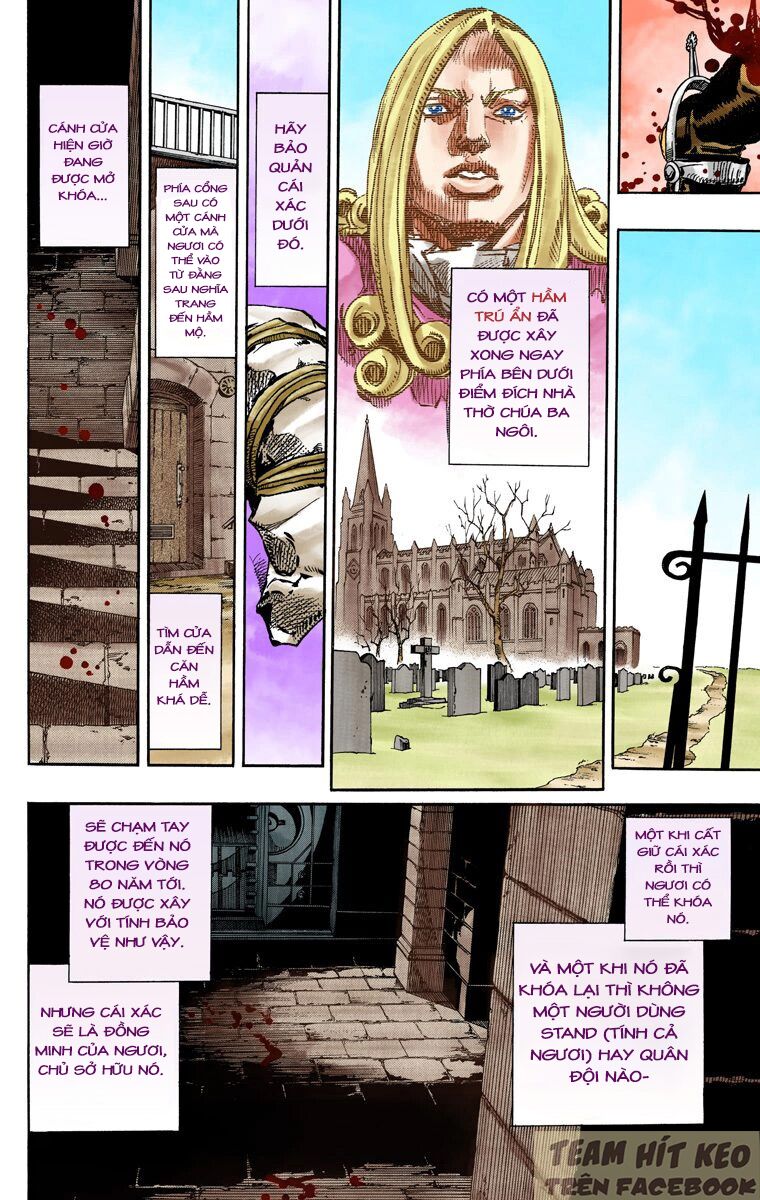 CÓ MỘT HẦM
TRÚ ẨN ĐÃ
ĐƯỢC XÂY
XONG NGAY
PHÍA BÊN DƯỚI
ĐIỂM ĐÍCH NHÀ
THỜ CHÚA BA
NGÔI.
HÃY
BẢO
QUẢN
CÁI
XÁC
DƯỚI
ĐÓ.
PHÍA CỔNG
SAU CÓ
MỘT CÁNH
CỬA MÀ
NGƯƠI CÓ
THỂ VÀO
TỪ ĐẰNG
SAU NGHĨA
TRANG
ĐẾN HẦM
MỘ.
TÌM CỬA
DẪN ĐẾN
CĂN
HẦM
KHÁ DỄ.
CÁNH CỬA
HIỆN GIỜ
ĐANG
ĐƯỢC MỞ
KHÓA...
MỘT KHI CẤT
GIỮ CÁI XÁC
RỒI THÌ
NGƯƠI CÓ
THỂ KHÓA
NÓ.
VÀ MỘT KHI NÓ ĐÃ
KHÓA LẠI THÌ KHÔNG
MỘT NGƯỜI DÙNG
STAND (TÍNH CẢ
NGƯƠI) HAY QUÂN
ĐỘI NÀO-
SẼ CHẠM TAY
ĐƯỢC ĐẾN NÓ
TRONG VÒNG
80 NĂM TỚI.
NÓ ĐƯỢC XÂY
VỚI TÍNH BẢO
VỆ NHƯ VẬY.
NHƯNG CÁI XÁC
SẼ LÀ ĐỒNG
MINH CỦA NGƯƠI,
CHỦ SỞ HỮU NÓ.
TEAM HÍT KEO
TRÊN FACEBOOK